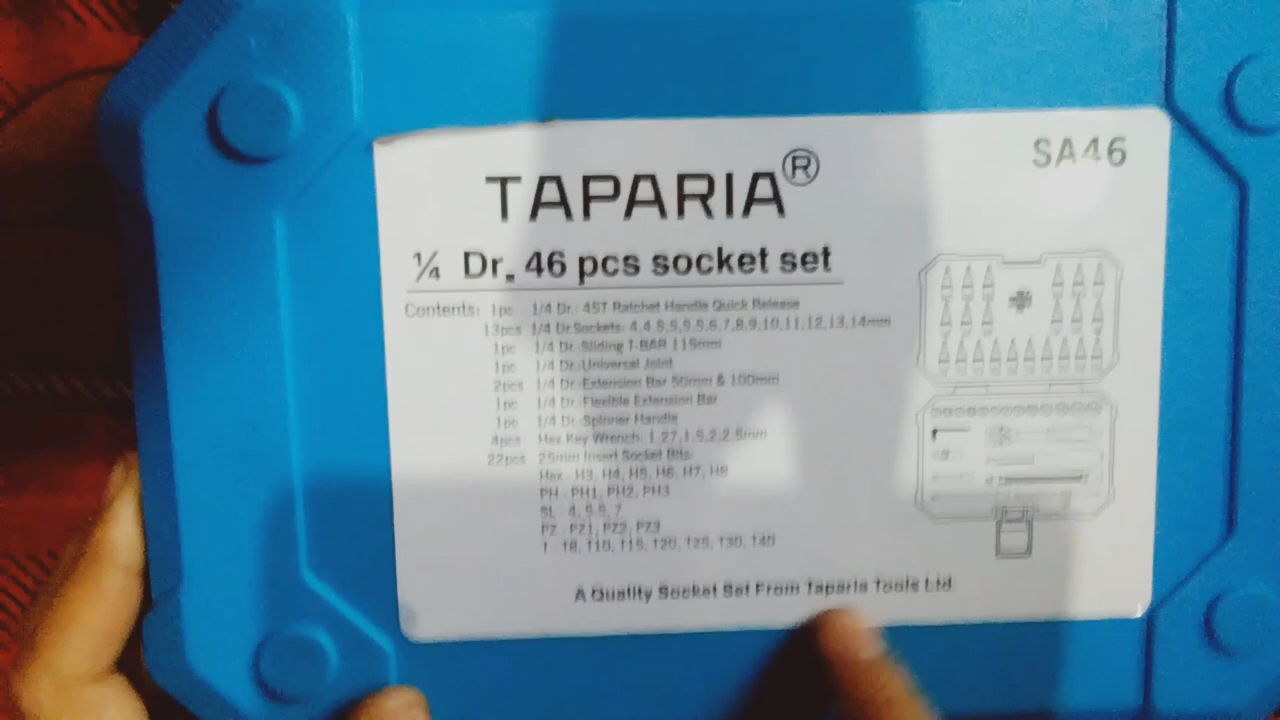 TAPARIA®
SA46
¼ Dr. 46 pcs socket set
Contents: 1pc 1/4 Dr. 45T Ratchet Handle Quick Release
13pcs 1/4 Dr.Sockets: 4,4.5,5,5.5,6,7,8,9,10,11,12,13,14mm
1pc 1/4 Dr.Sliding T-BAR 115mm
1pc 1/4 Dr.Universal Joint
2pcs 1/4 Dr.Extension Bar 50mm & 100mm
1pc 1/4 Dr.Flexible Extension Bar
1pc 1/4 Dr.Spinner Handle
4pcs Hex Key Wrench: 1.27,1.5,2,2.5mm
22pcs 25mm Insert Socket Bits:
Hex : H3, H4, H5, H6, H7, H8
PH : PH1, PH2, PH3
SL : 4, 5.5, 7
PZ : PZ1, PZ2, PZ3
T : T8, T10, T15, T20, T25, T30, T40
A Quality Socket Set From Taparia Tools Ltd.